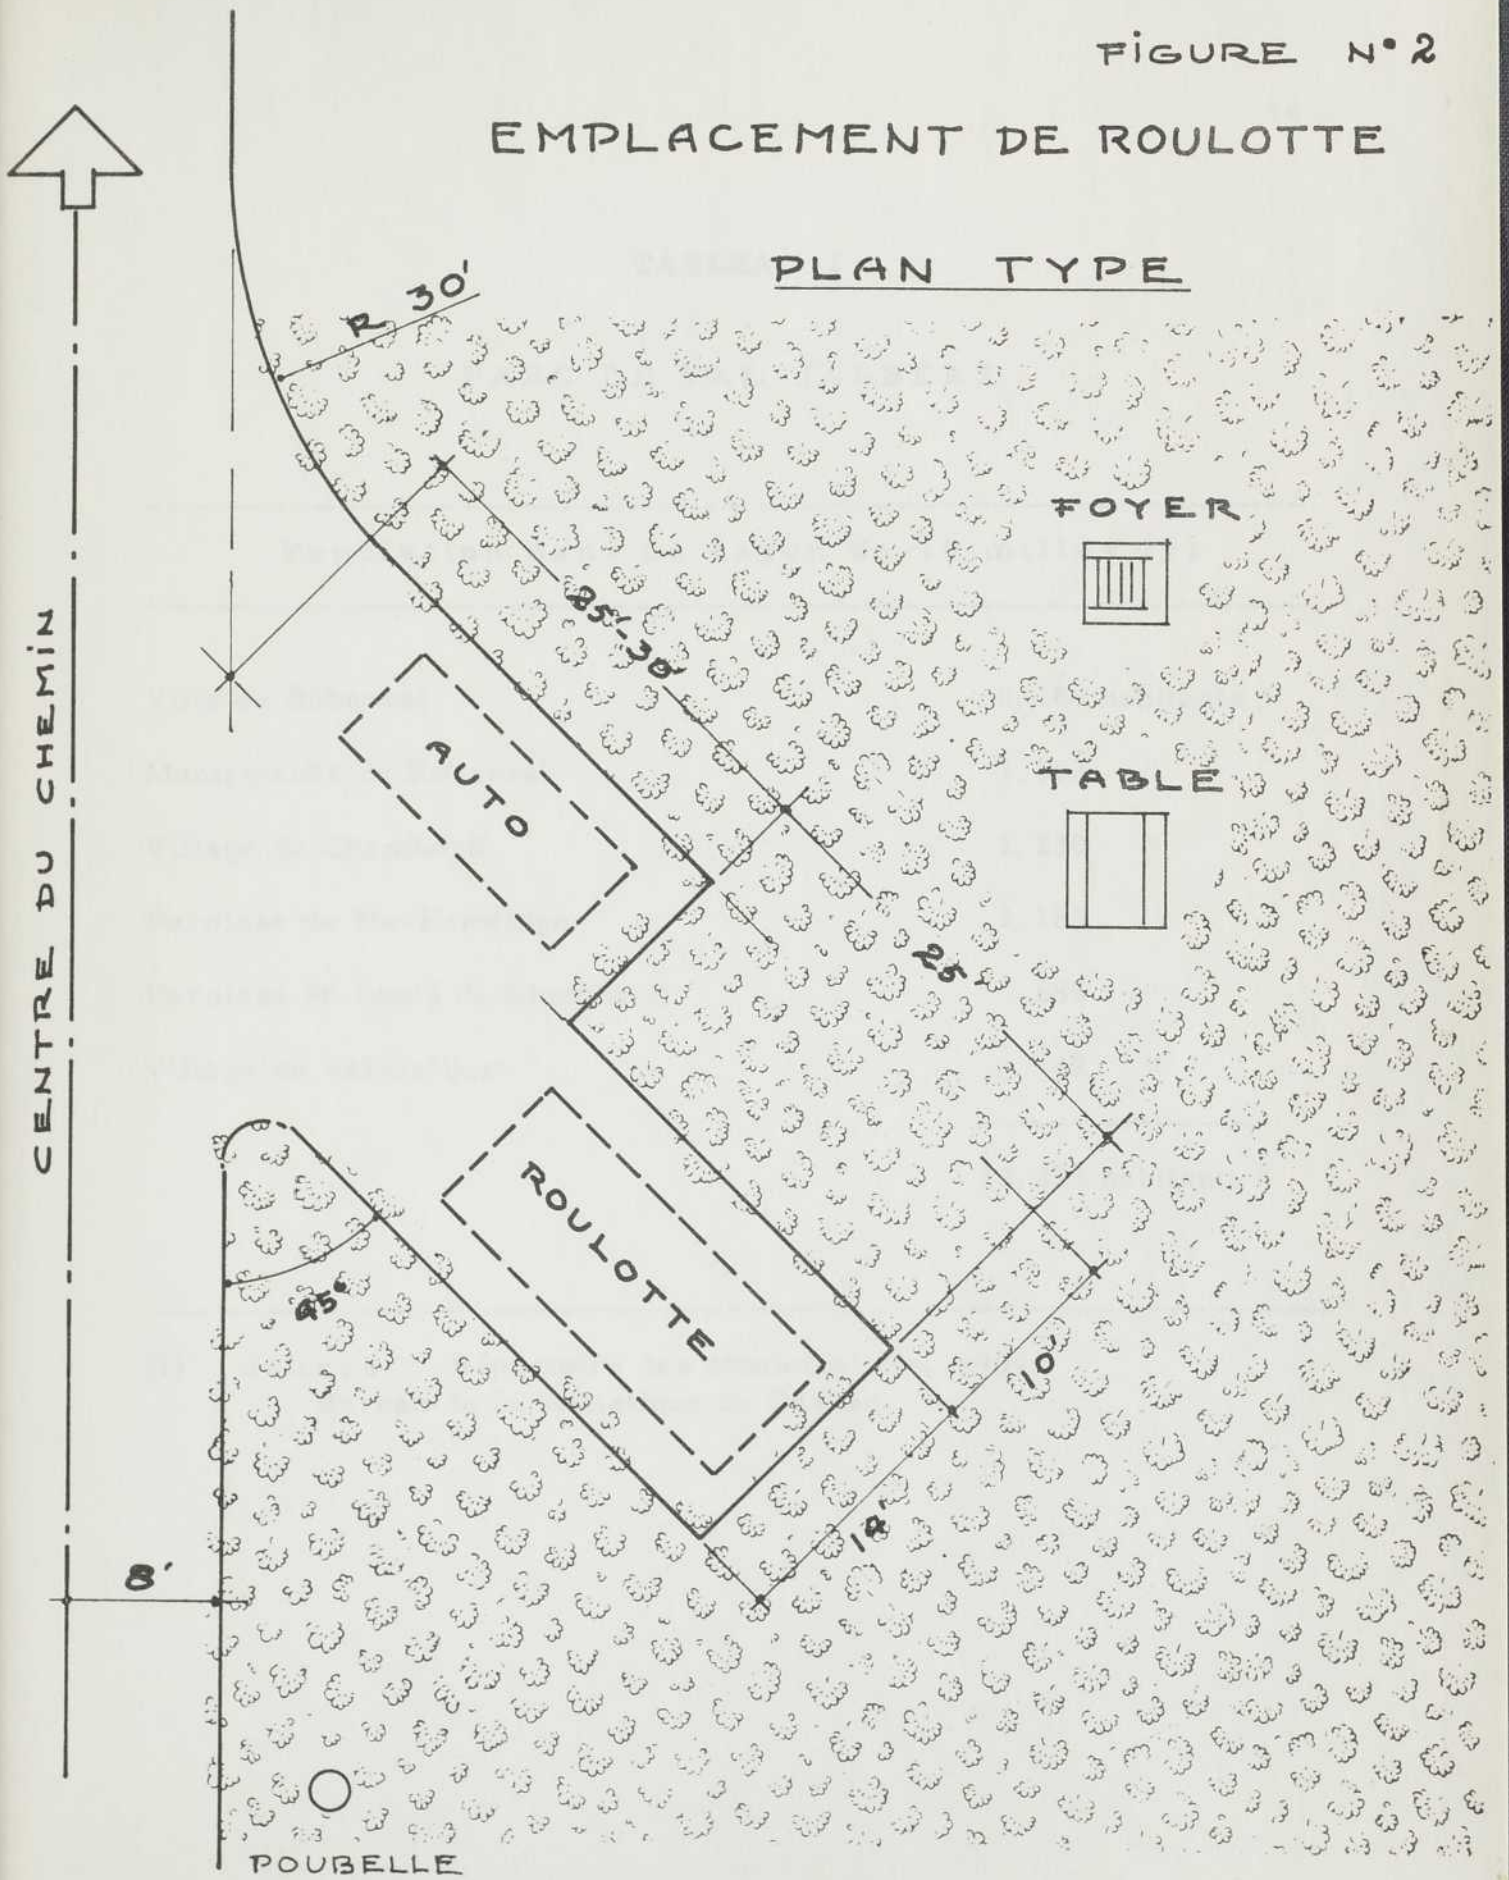 FiGURE N° 2
EMPLACEMENT DE ROULOTTE
PLAN TYPE
R 30'
FOYER
25'-30'
AUTO
TABLE
25'
CENTRE DU CHEMiN
ROULOTTE
45°
10'
14'
8'
POUBELLE